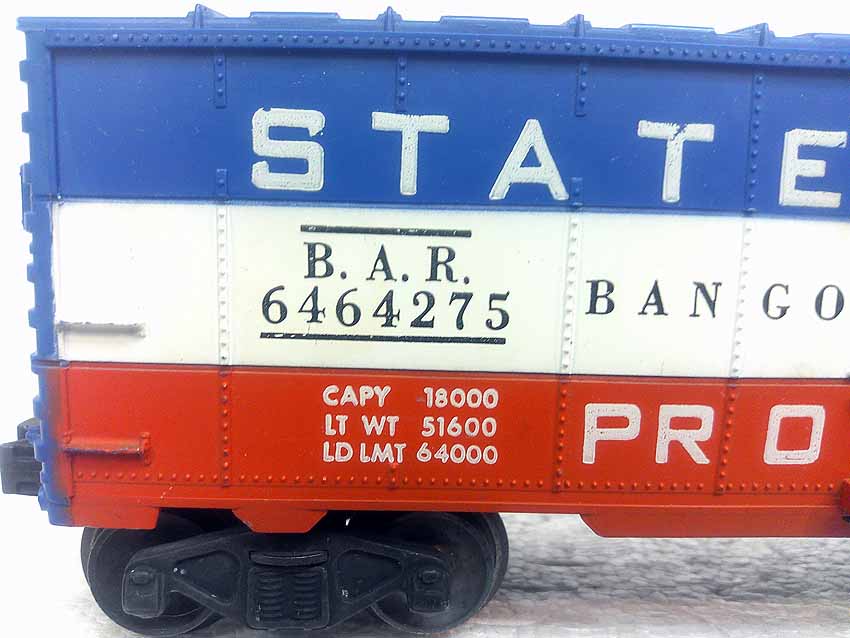 STATE
B. A. R.
6464275
BANGO
CAPY 18000
LT WT 51600
LD LMT 64000
PRO